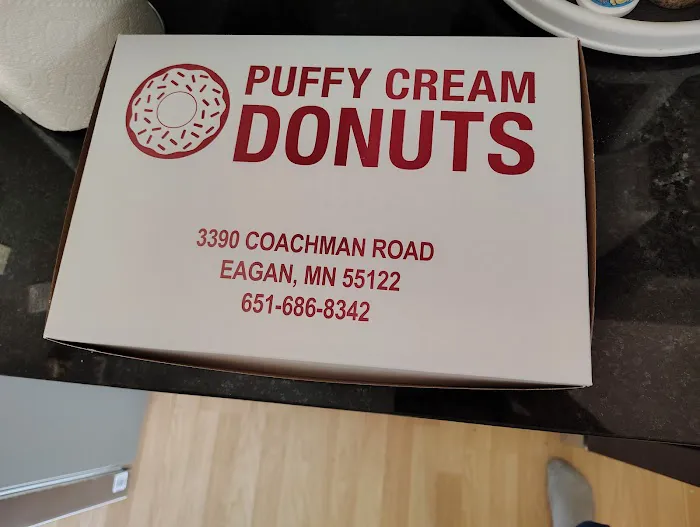 PUFFY CREAM
DONUTS
3390 COACHMAN ROAD
EAGAN, MN 55122
651-686-8342